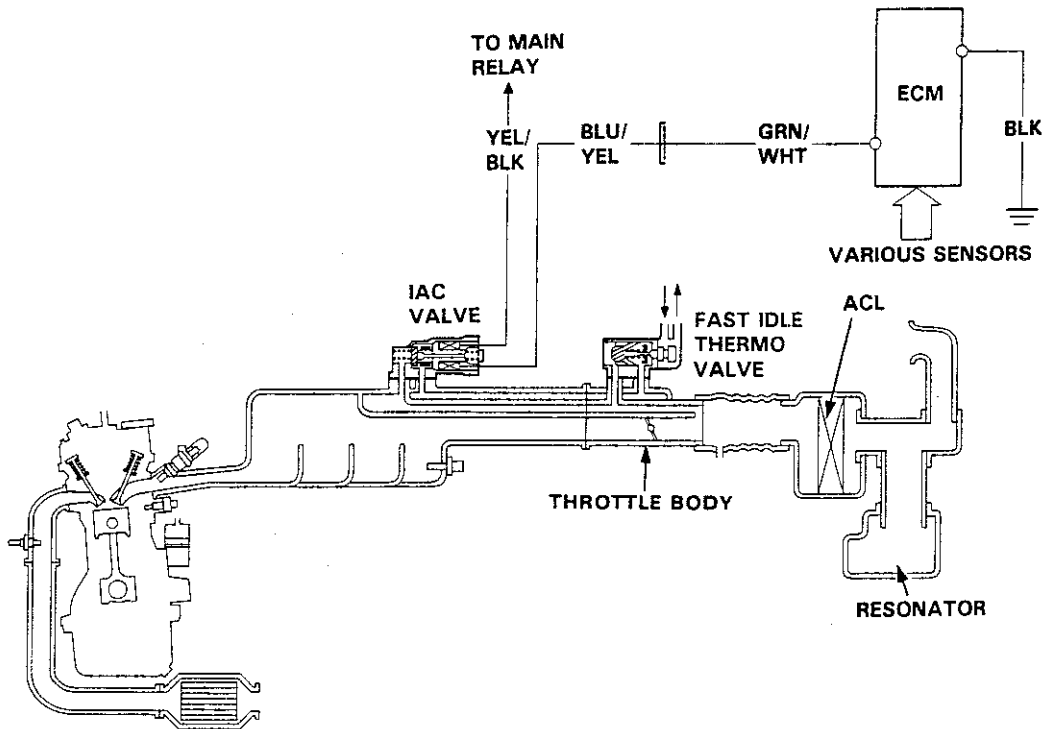 TO MAIN
RELAY
YEL/
BLK
BLU/
YEL
GRN/
WHT
ECM
BLK
VARIOUS SENSORS
IAC
VALVE
FAST IDLE
THERMO
VALVE
ACL
THROTTLE BODY
RESONATOR